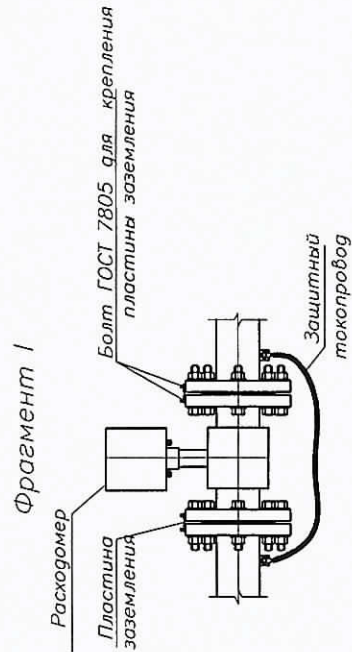 Фрагмент I
Расходомер
Пластина
заземления
Болт ГОСТ 7805 для крепления
пластины заземления
Защитный
токопровод